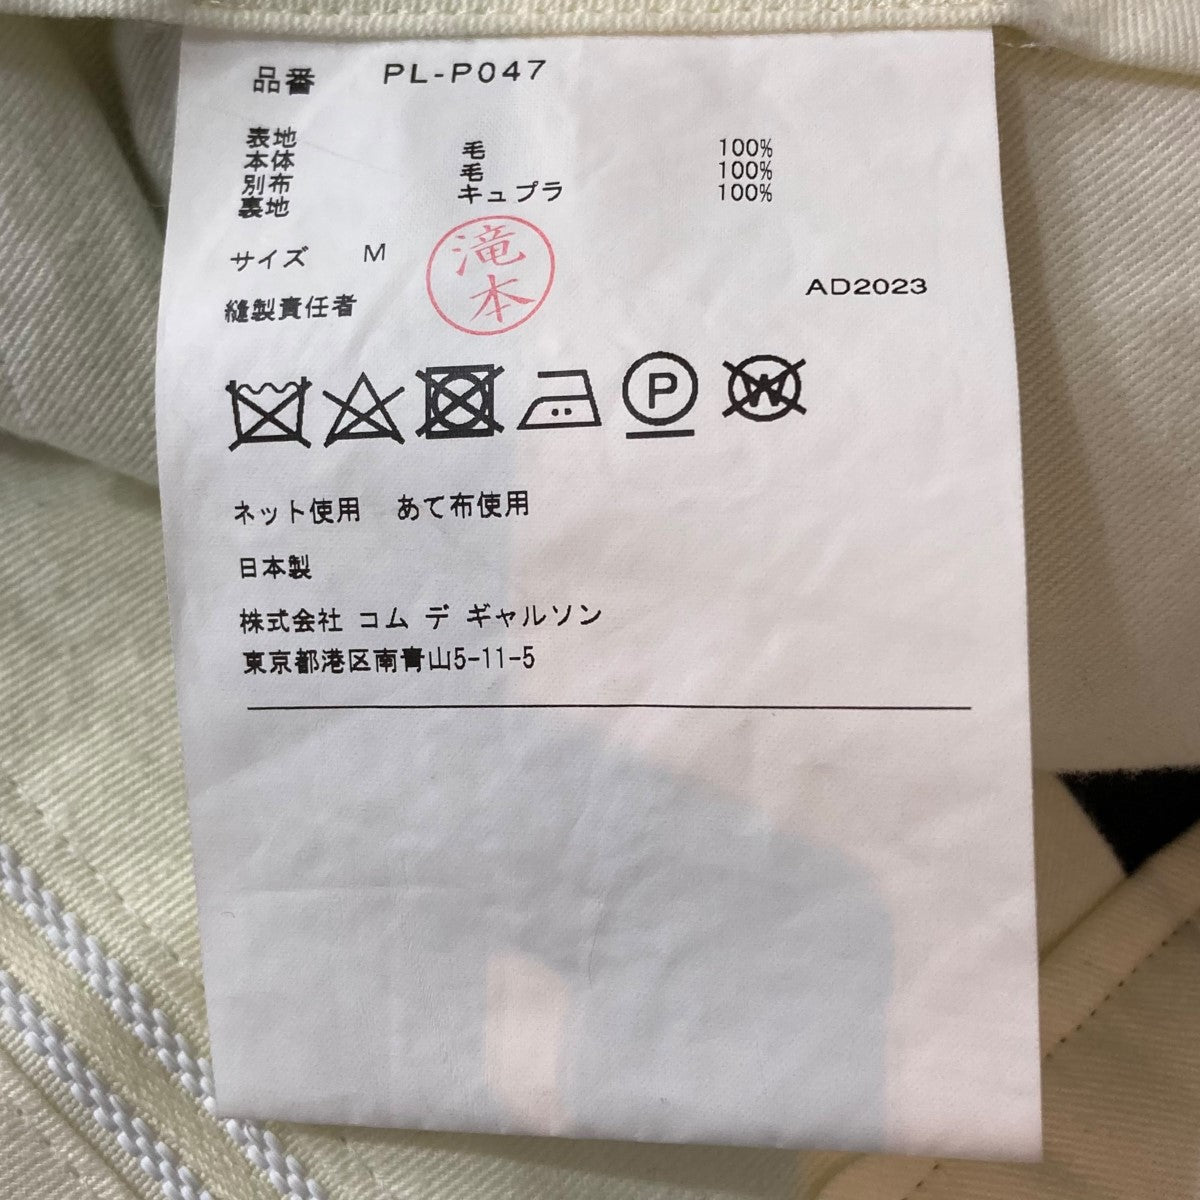 品番 PL-P047
表地
本体 毛 100%
別布 毛 100%
裏地 キュプラ 100%
サイズ M
滝本
AD2023
縫製責任者
P W
ネット使用 あて布使用
日本製
株式会社 コム デ ギャルソン
東京都港区南青山5-11-5